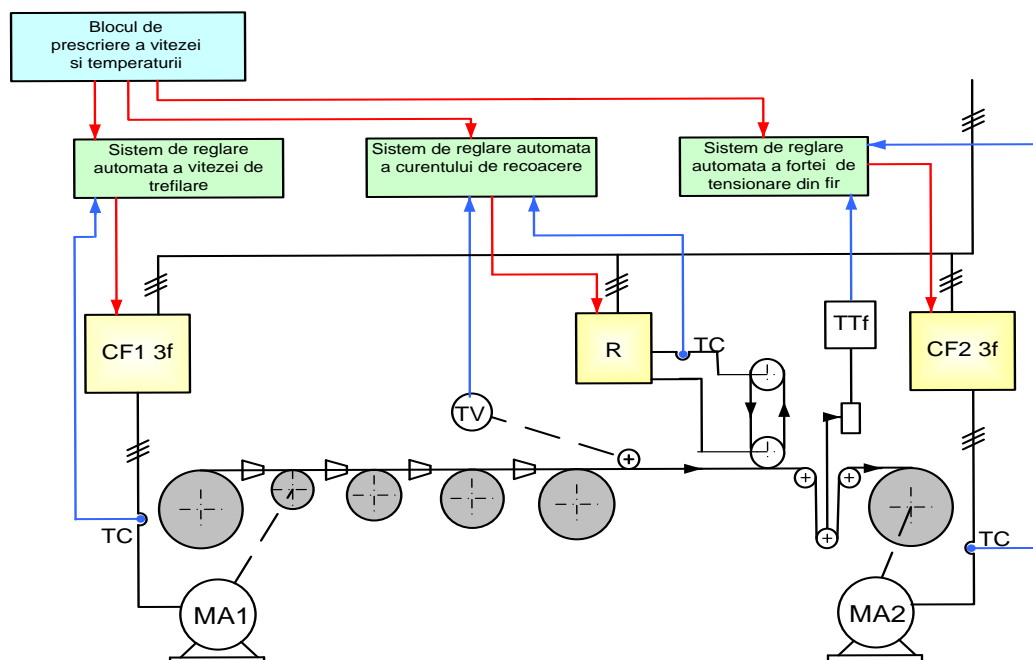 Blocul de
prescriere a vitezei
si temperaturii
Sistem de reglare
automata a vitezei de
trefilare
Sistem de reglare automata
a curentului de recoacere
Sistem de reglare
automata a fortei de
tensionare din fir
CF1 3f
R
TC
TTf
CF2 3f
TV
TC
TC
MA1
MA2